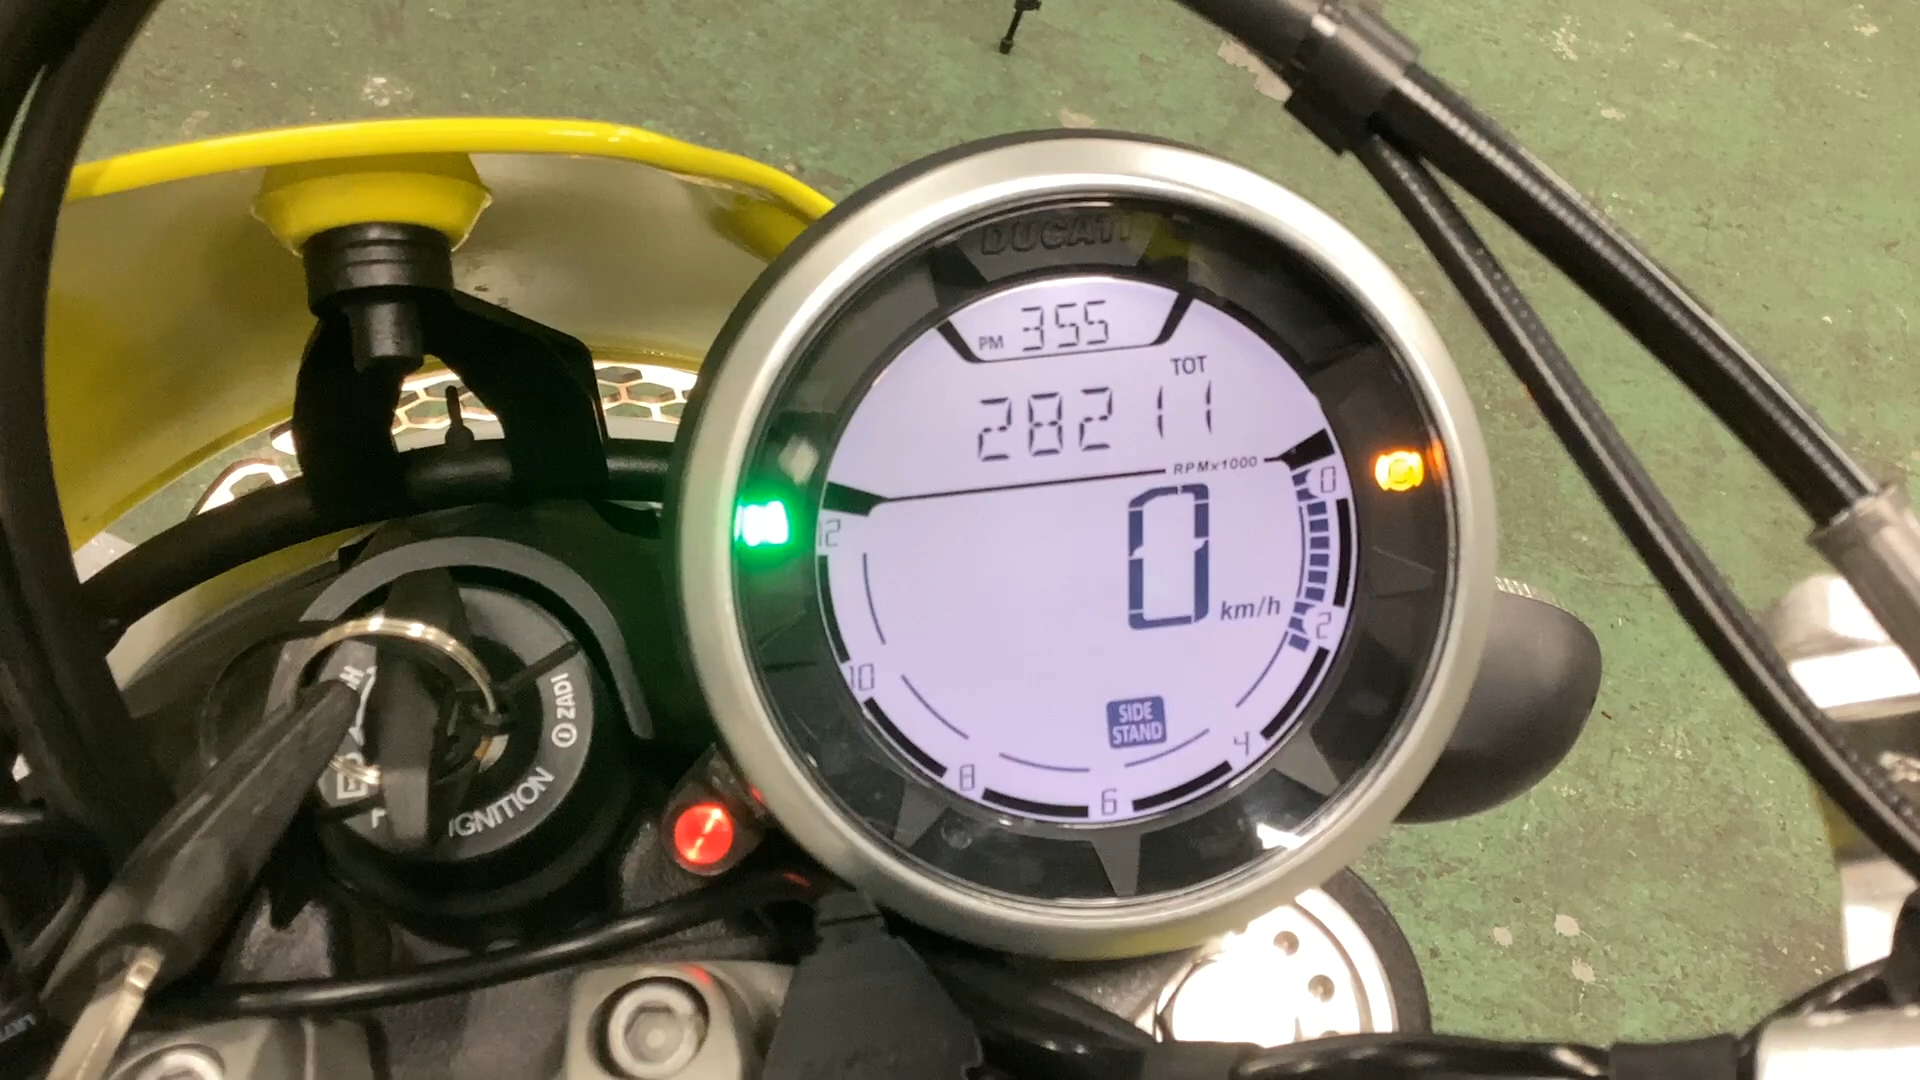 DUCATI
PM 355
TOT
28211
RPMx1000
0
12
0
km/h
2
10
SIDE
STAND
4
8
6
ZADI
IGNITION